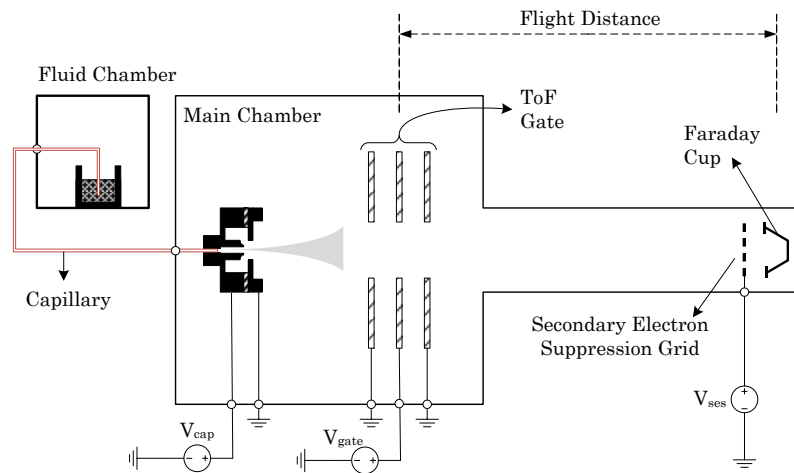 Flight Distance
Fluid Chamber
Main Chamber
ToF
Gate
Faraday
Cup
Capillary
Secondary Electron
Suppression Grid
Vcap
Vgate
Vses